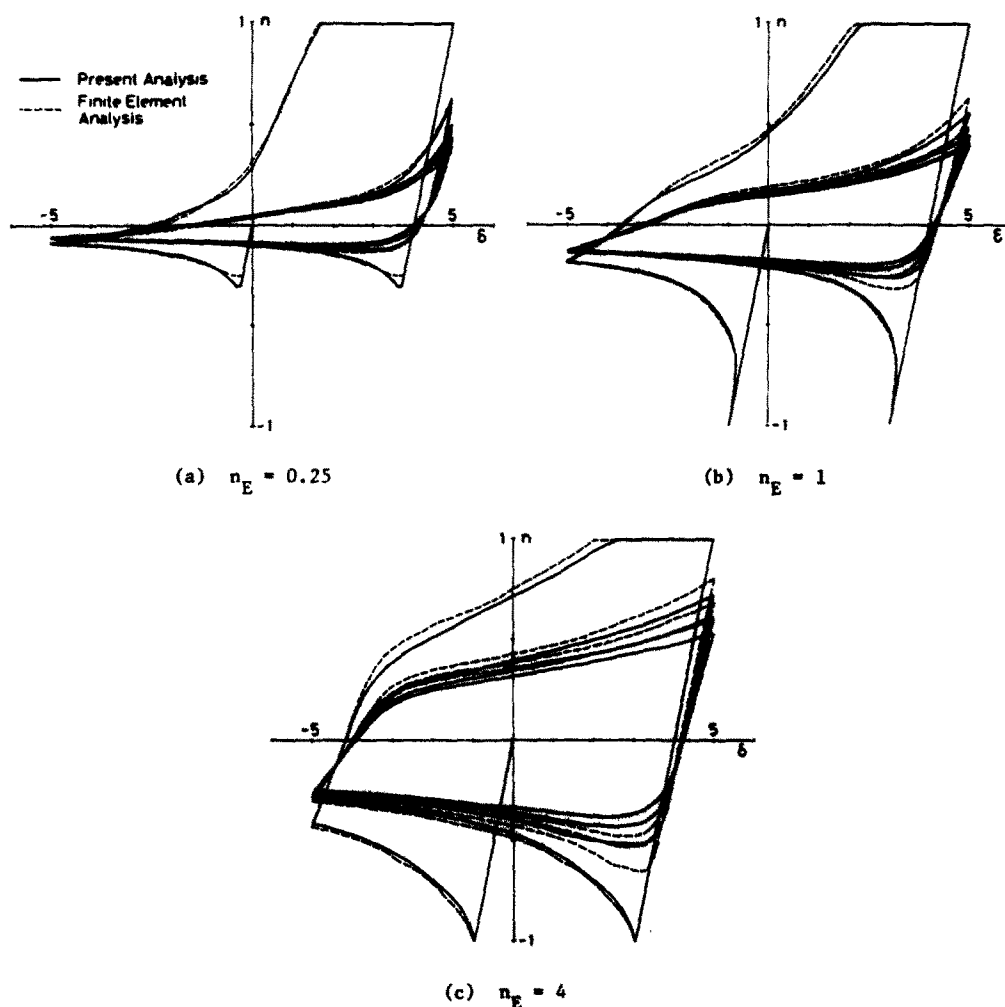 1 n
Present Analysis
Finite Element
Analysis
-5
5
δ
-1
(a) n_E = 0.25
1 n
-5
5
ε
-1
(b) n_E = 1
1 n
-5
5
δ
-1
(c) n_E = 4